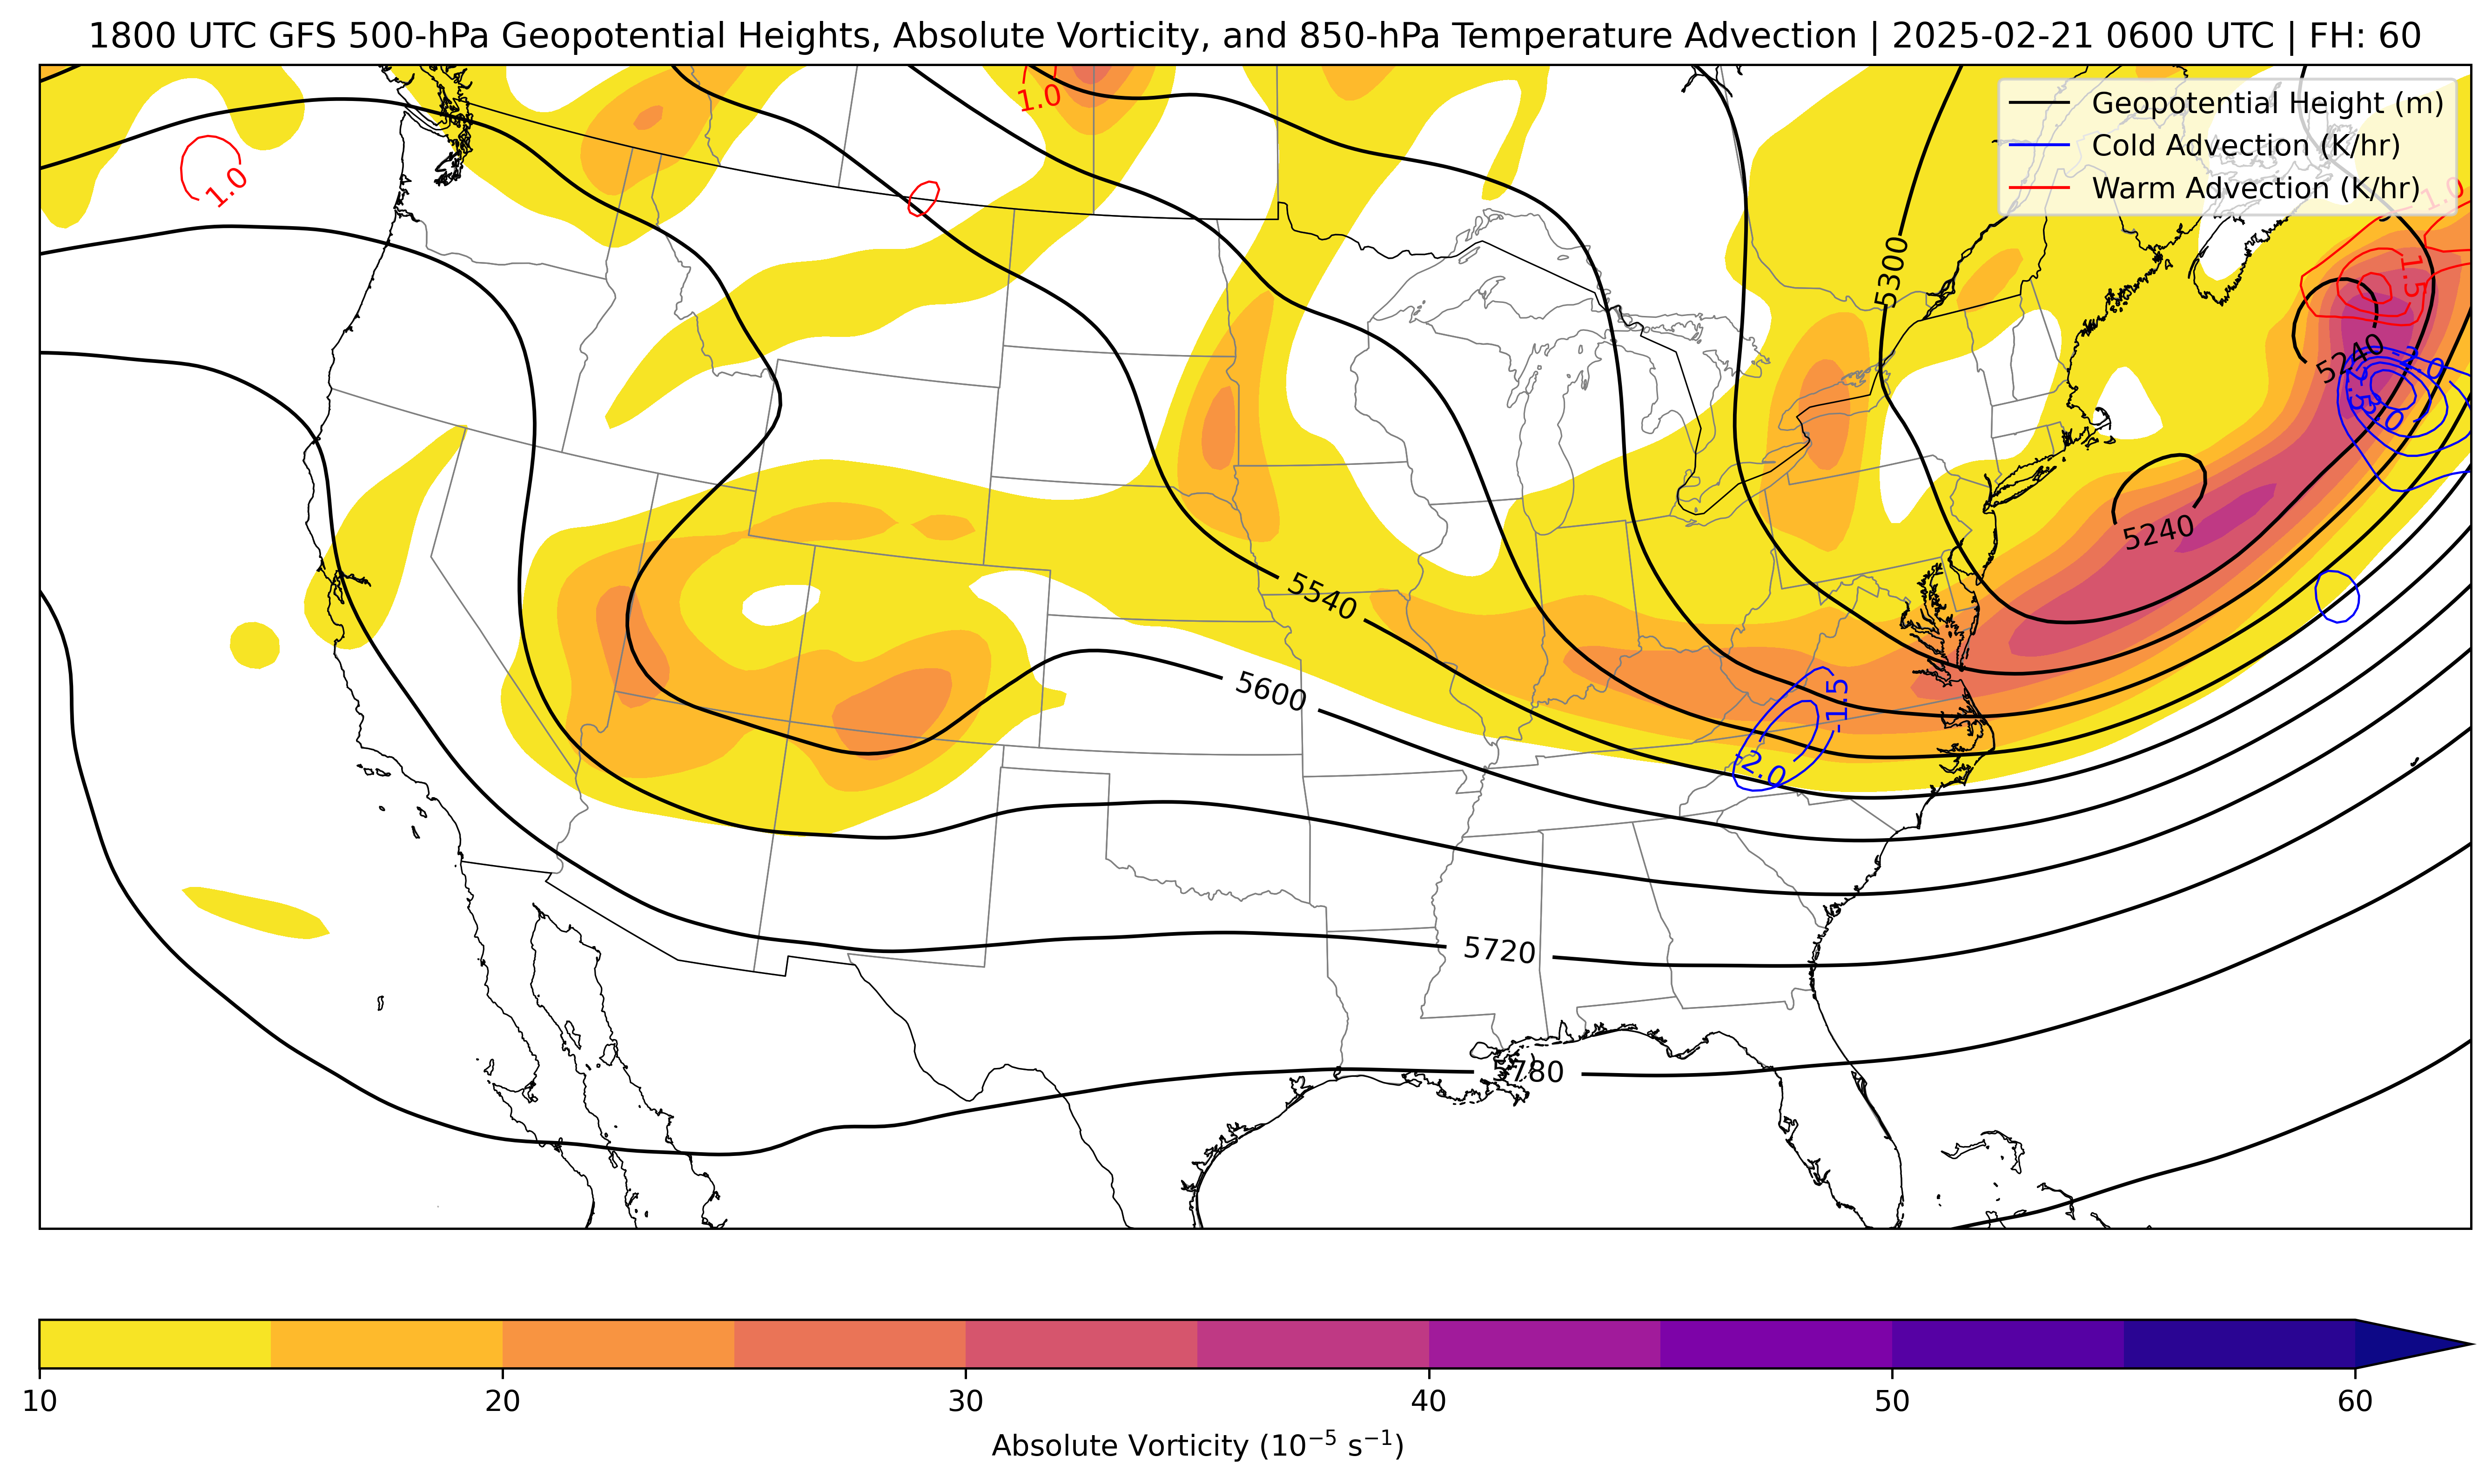 1800 UTC GFS 500-hPa Geopotential Heights, Absolute Vorticity, and 850-hPa Temperature Advection | 2025-02-21 0600 UTC | FH: 60
Geopotential Height (m)
Cold Advection (K/hr)
Warm Advection (K/hr)
1.0
1.0
1.0
5300
1.5
5240
5240
5540
5600
-1.5
-2.0
5720
5780
10 20 30 40 50 60
Absolute Vorticity (10⁻⁵ s⁻¹)